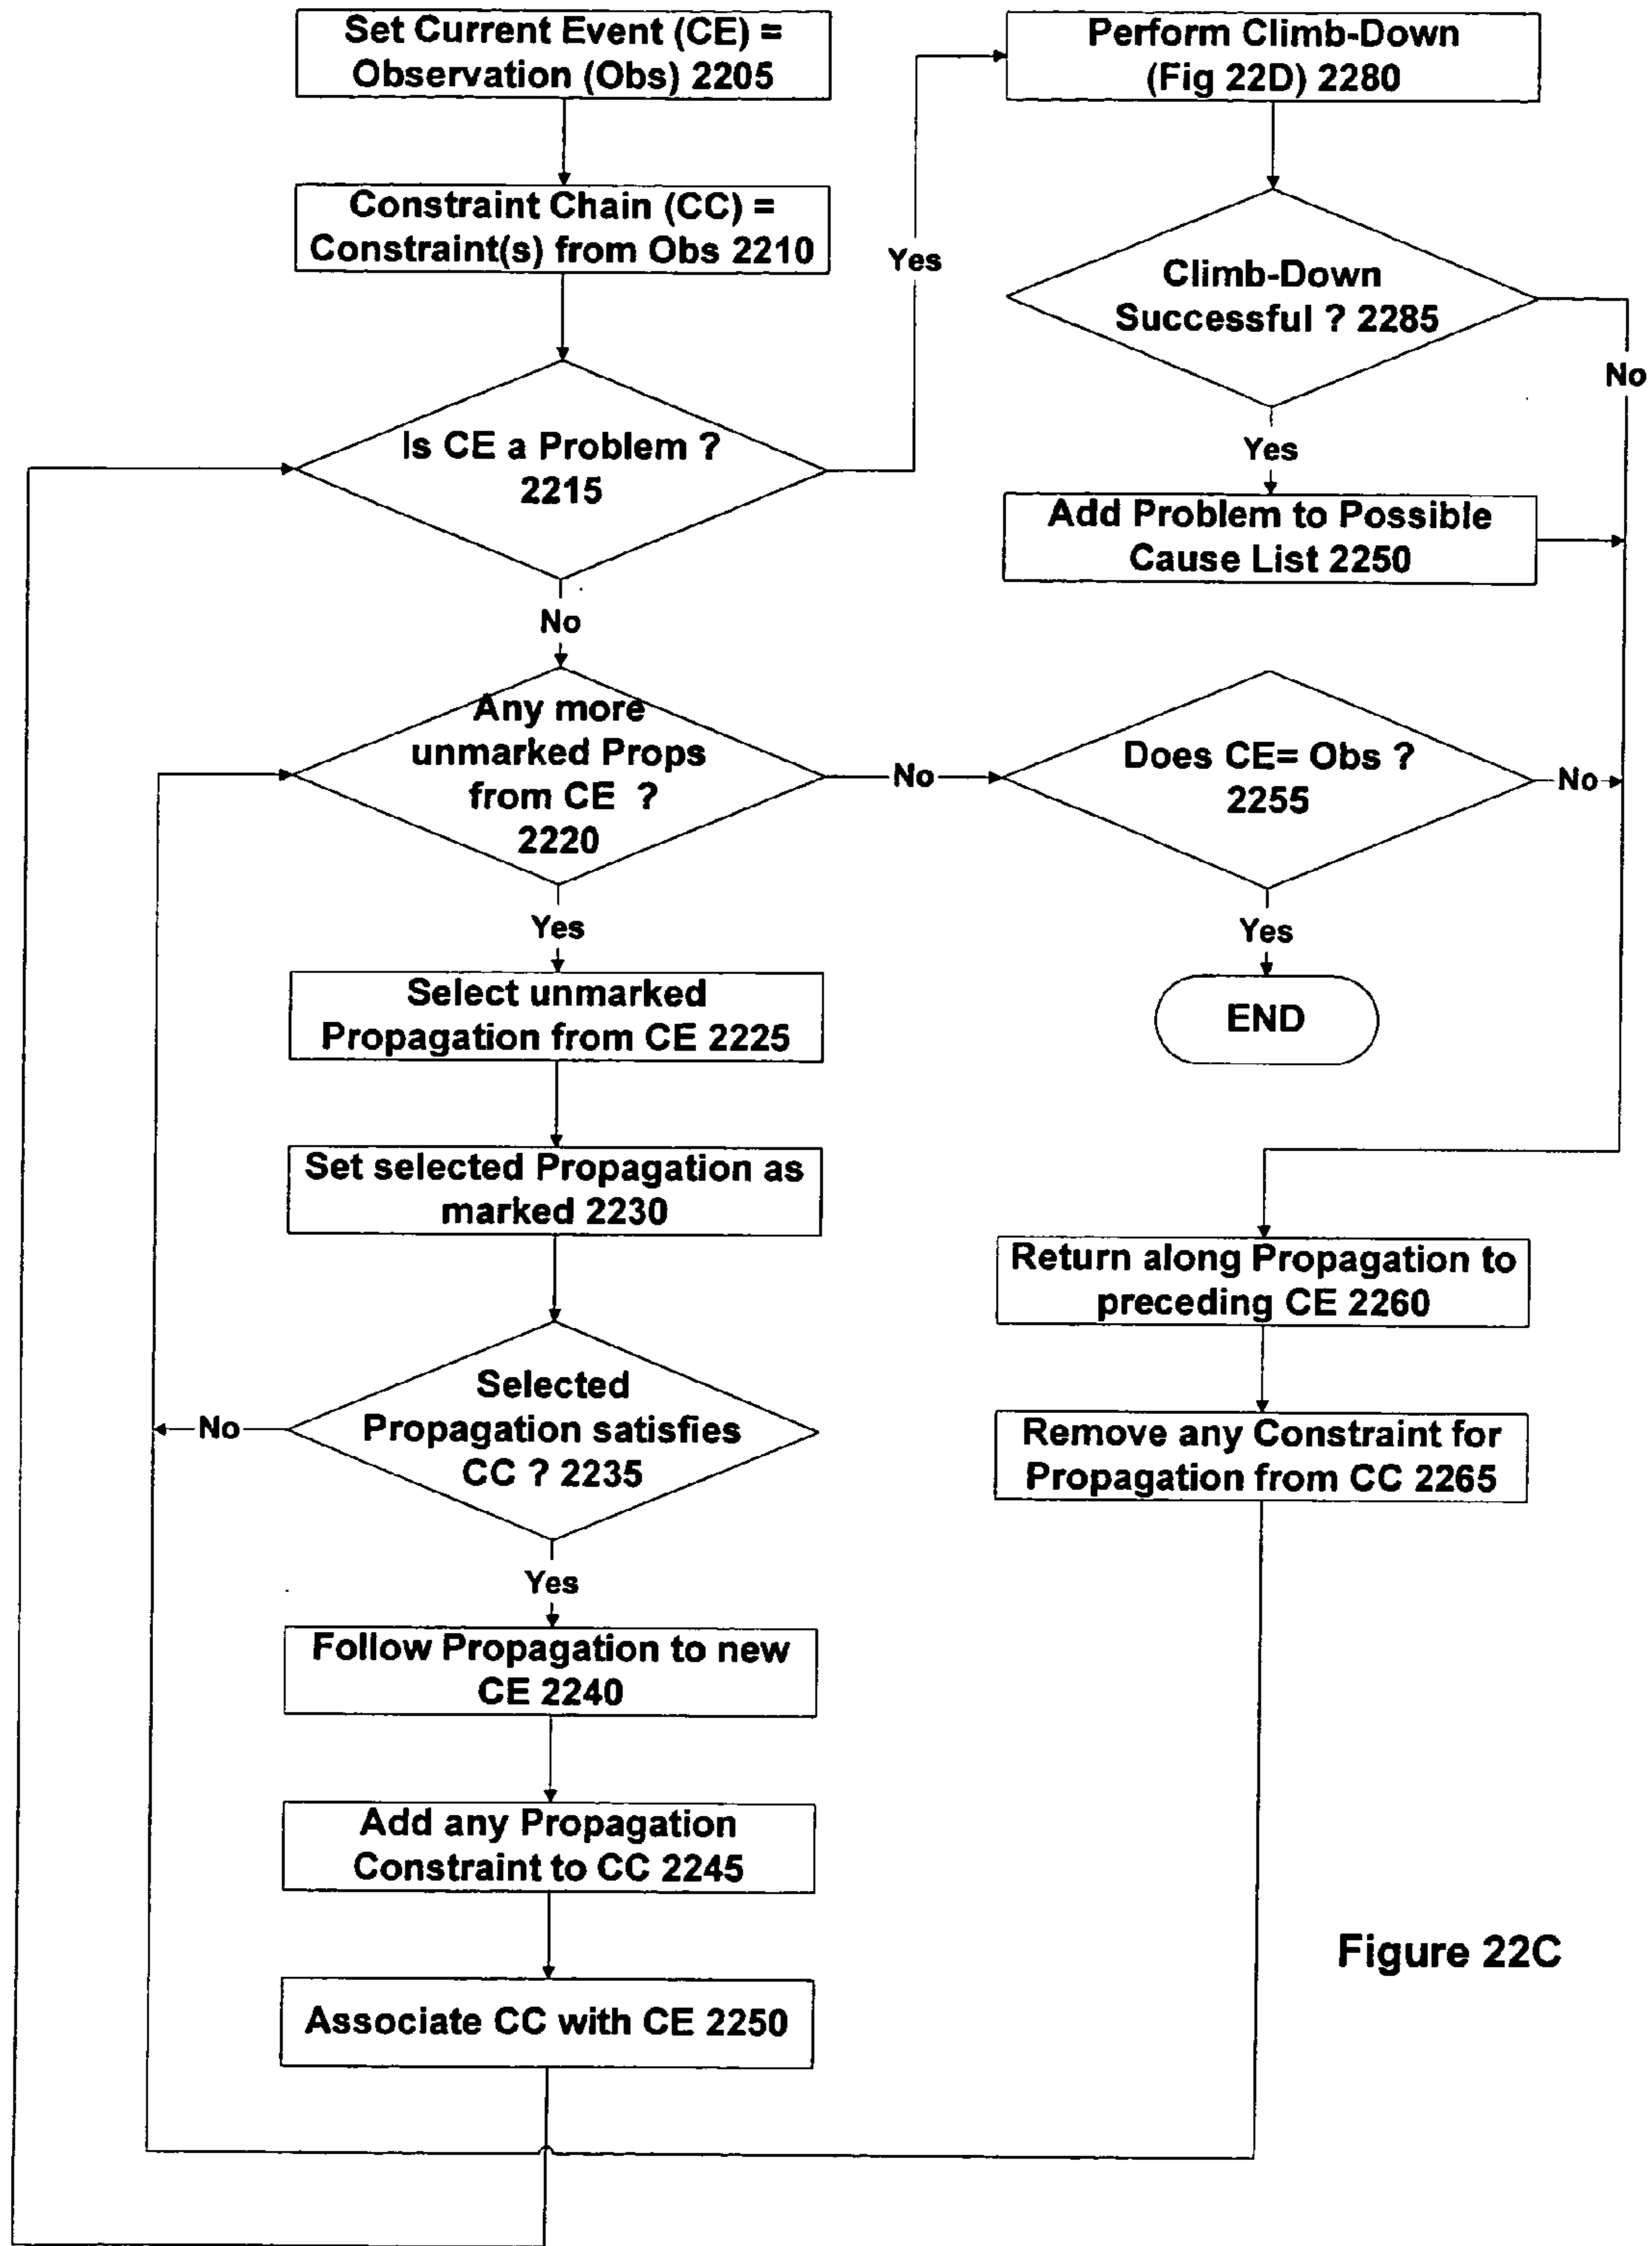 Set Current Event (CE) =
Observation (Obs) 2205
Constraint Chain (CC) =
Constraint(s) from Obs 2210
Is CE a Problem ?
2215
Yes
No
Any more
unmarked Props
from CE ?
2220
No
Yes
Select unmarked
Propagation from CE 2225
Set selected Propagation as
marked 2230
Selected
Propagation satisfies
CC ? 2235
No
Yes
Follow Propagation to new
CE 2240
Add any Propagation
Constraint to CC 2245
Associate CC with CE 2250
Perform Climb-Down
(Fig 22D) 2280
Climb-Down
Successful ? 2285
No
Yes
Add Problem to Possible
Cause List 2250
Does CE= Obs ?
2255
No
Yes
END
Return along Propagation to
preceding CE 2260
Remove any Constraint for
Propagation from CC 2265
Figure 22C